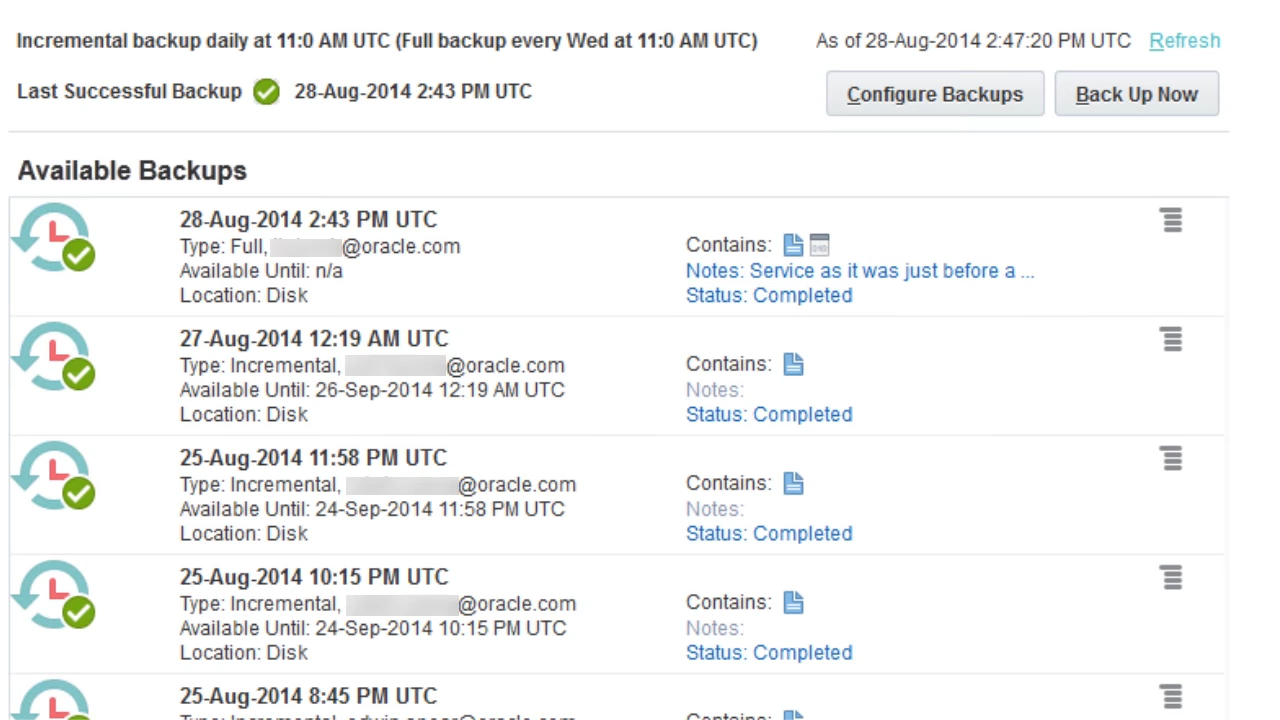 Incremental backup daily at 11:0 AM UTC (Full backup every Wed at 11:0 AM UTC)
As of 28-Aug-2014 2:47:20 PM UTC Refresh
Last Successful Backup 28-Aug-2014 2:43 PM UTC
Configure Backups
Back Up Now
Available Backups
28-Aug-2014 2:43 PM UTC
Type: Full, @oracle.com
Available Until: n/a
Location: Disk
Contains:
Notes: Service as it was just before a ...
Status: Completed
27-Aug-2014 12:19 AM UTC
Type: Incremental, @oracle.com
Available Until: 26-Sep-2014 12:19 AM UTC
Location: Disk
Contains:
Notes:
Status: Completed
25-Aug-2014 11:58 PM UTC
Type: Incremental, @oracle.com
Available Until: 24-Sep-2014 11:58 PM UTC
Location: Disk
Contains:
Notes:
Status: Completed
25-Aug-2014 10:15 PM UTC
Type: Incremental, @oracle.com
Available Until: 24-Sep-2014 10:15 PM UTC
Location: Disk
Contains:
Notes:
Status: Completed
25-Aug-2014 8:45 PM UTC
Type: Incremental, @oracle.com
Contains: